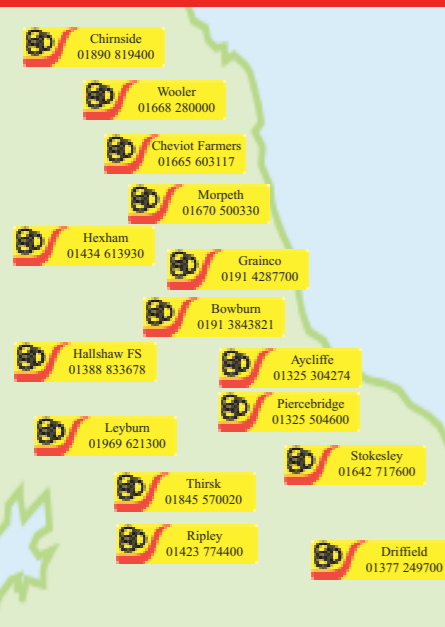 Chirnside
01890 819400
Wooler
01668 280000
Cheviot Farmers
01665 603117
Morpeth
01670 500330
Hexham
01434 613930
Grainco
0191 4287700
Bowburn
0191 3843821
Hallshaw FS
01388 833678
Aycliffe
01325 304274
Piercebridge
01325 504600
Leyburn
01969 621300
Stokesley
01642 717600
Thirsk
01845 570020
Ripley
01423 774400
Driffield
01377 249700